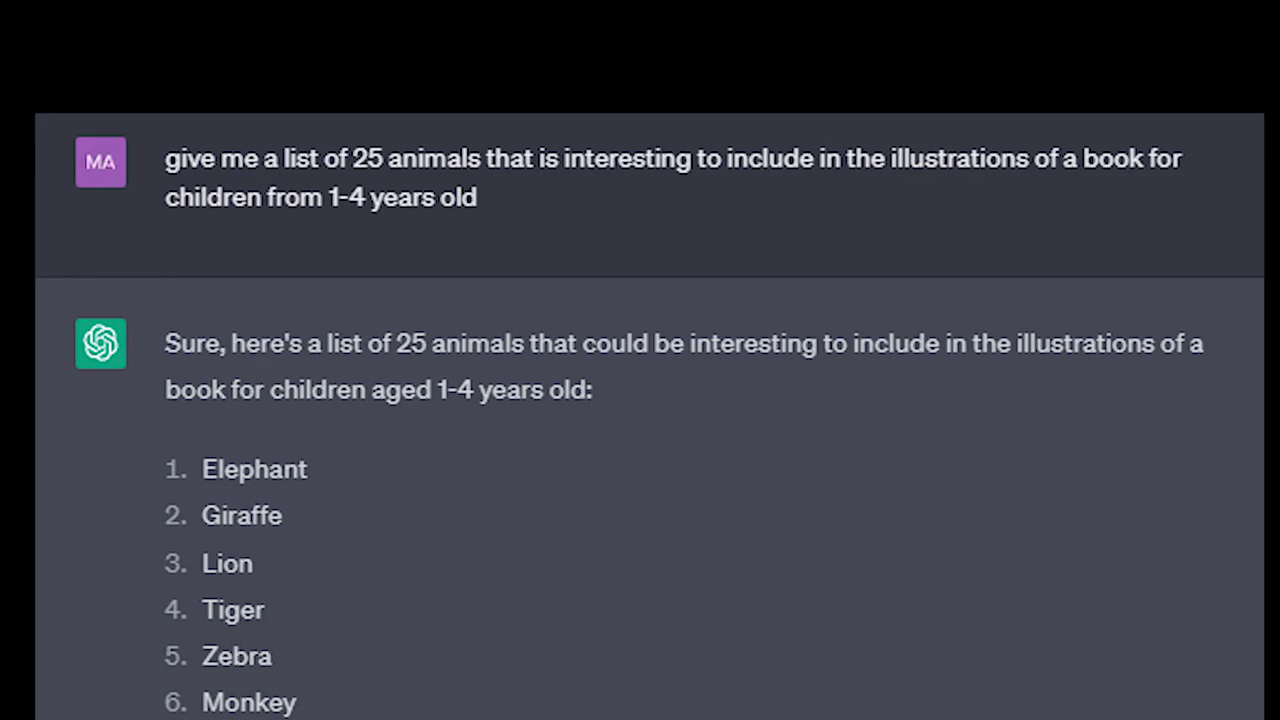 MA
give me a list of 25 animals that is interesting to include in the illustrations of a book for
children from 1-4 years old
Sure, here's a list of 25 animals that could be interesting to include in the illustrations of a
book for children aged 1-4 years old:
1. Elephant
2. Giraffe
3. Lion
4. Tiger
5. Zebra
6. Monkey